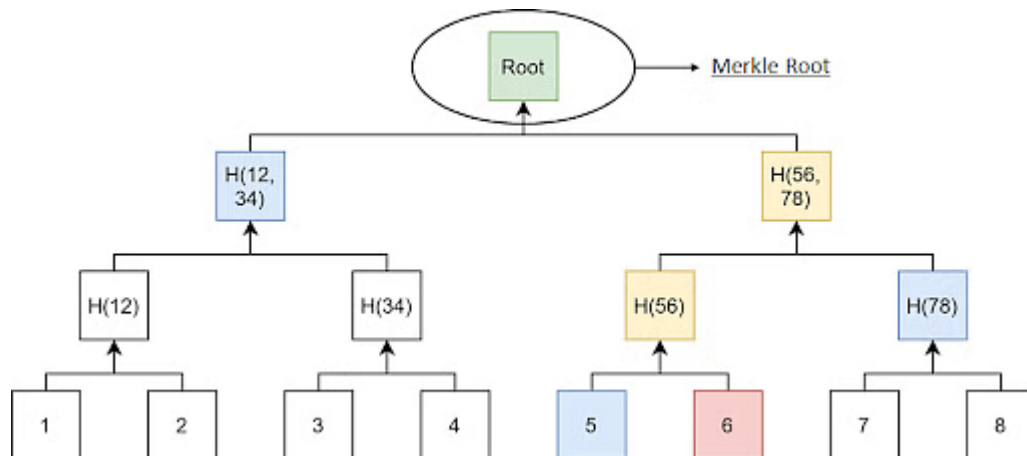 Root
Merkle Root
H(12,
34)
H(56,
78)
H(12)
H(34)
H(56)
H(78)
1
2
3
4
5
6
7
8